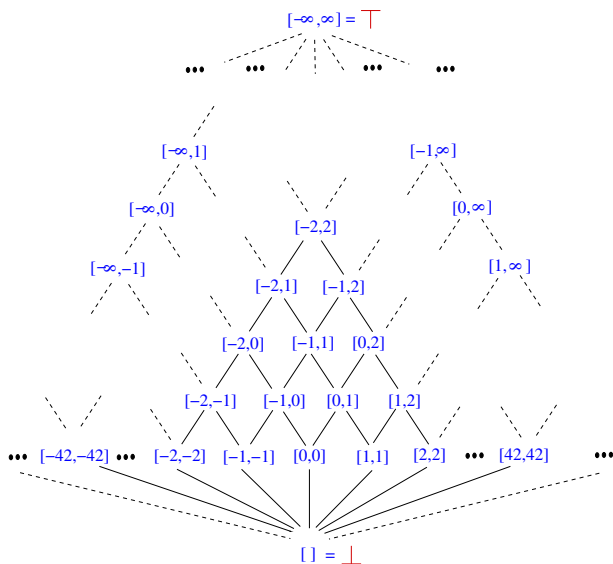 [-∞,∞] = ⊤
••• ••• ••• •••
[-∞,1] [-1,∞]
[-∞,0] [0,∞]
[−2,2]
[-∞,−1] [1,∞]
[−2,1] [−1,2]
[−2,0] [−1,1] [0,2]
[−2,−1] [−1,0] [0,1] [1,2]
••• [−42,−42] ••• [−2,−2] [−1,−1] [0,0] [1,1] [2,2] ••• [42,42] •••
[ ] = ⊥